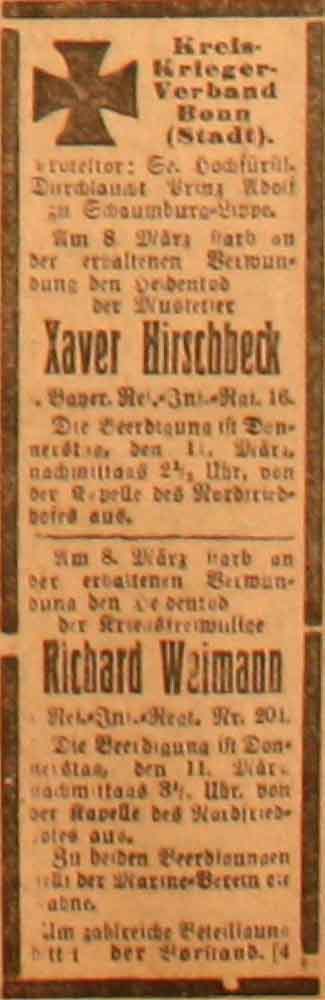 Kreis-
Krieger-
Verband
Bonn
(Stadt).
Protektor: Se. Hochfürstl.
Durchlaucht Prinz Adolf
zu Schaumburg-Lippe.
Am 8. März starb an
der erhaltenen Verwun-
dung den Heldentod
der Musketier
Xaver Hirschbeck
Bayer. Res.-Inf.-Rgt. 16.
Die Beerdigung ist Don-
nerstag, den 11. März,
nachmittags 2½ Uhr, von
der Kapelle des Nordfried-
hofes aus.
Am 8. März starb an
der erhaltenen Verwun-
dung den Heldentod
der Kriegsfreiwillige
Richard Weimann
Res.-Inf.-Regt. Nr. 201.
Die Beerdigung ist Don-
nerstag, den 11. März,
nachmittags Uhr, von
der Kapelle des Nordfried-
hofes aus.
Zu beiden Beerdigungen
stellt der Marine-Verein die
Fahne.
Um zahlreiche Beteiligung
bittet der Vorstand. [4